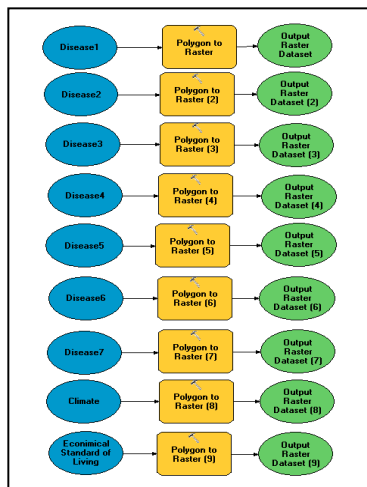 Disease1
Polygon to
Raster
Output
Raster
Dataset
Disease2
Polygon to
Raster (2)
Output
Raster
Dataset (2)
Disease3
Polygon to
Raster (3)
Output
Raster
Dataset (3)
Disease4
Polygon to
Raster (4)
Output
Raster
Dataset (4)
Disease5
Polygon to
Raster (5)
Output
Raster
Dataset (5)
Disease6
Polygon to
Raster (6)
Output
Raster
Dataset (6)
Disease7
Polygon to
Raster (7)
Output
Raster
Dataset (7)
Climate
Polygon to
Raster (8)
Output
Raster
Dataset (8)
Econimical
Standard of
Living
Polygon to
Raster (9)
Output
Raster
Dataset (9)